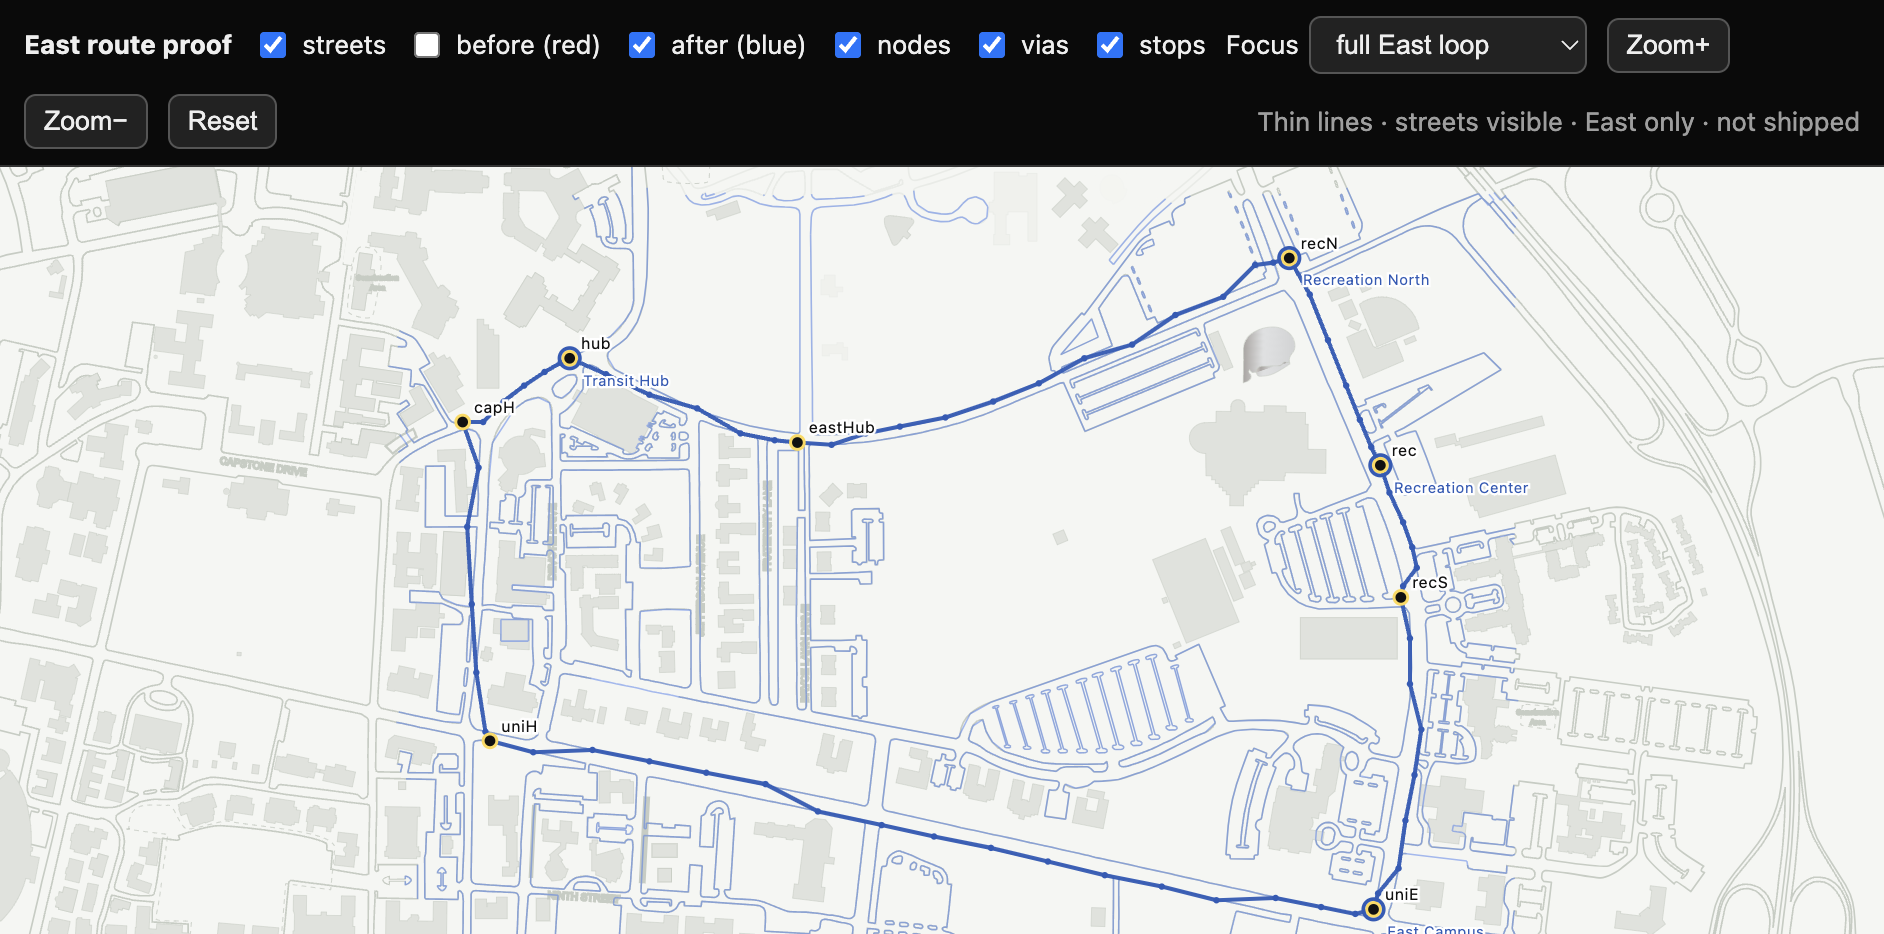 East route proof streets before (red) after (blue) nodes vias stops Focus full East loop Zoom+
Zoom− Reset Thin lines · streets visible · East only · not shipped
recN
Recreation North
hub
Transit Hub
capH
eastHub
rec
Recreation Center
CAPSTONE DRIVE
recS
uniH
uniE
East Campus